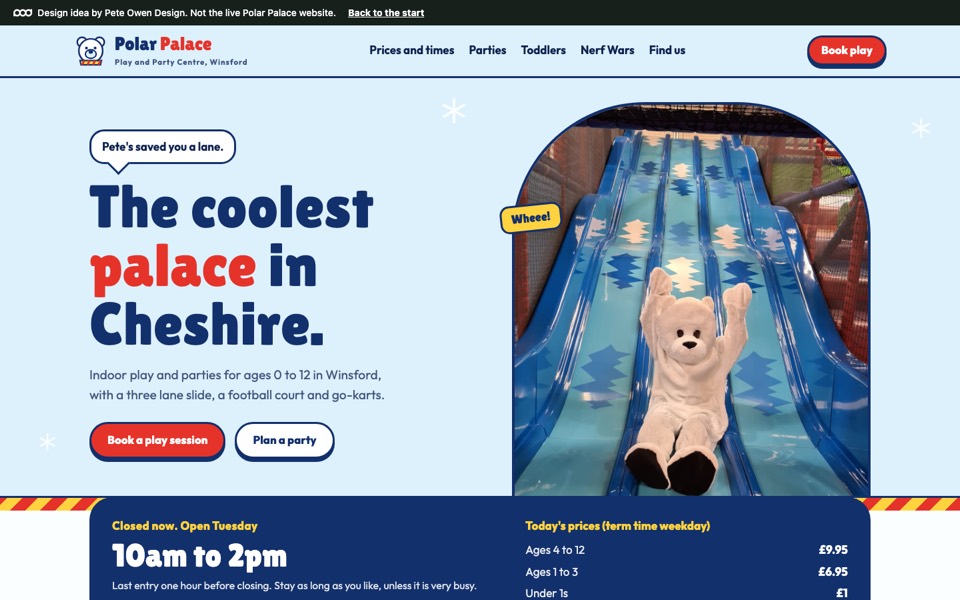 Design idea by Pete Owen Design. Not the live Polar Palace website. Back to the start
Polar Palace
Play and Party Centre, Winsford
Prices and times
Parties
Toddlers
Nerf Wars
Find us
Book play
Pete's saved you a lane.
The coolest
palace in
Cheshire.
Wheee!
Indoor play and parties for ages 0 to 12 in Winsford,
with a three lane slide, a football court and go-karts.
Book a play session
Plan a party
Closed now. Open Tuesday
10am to 2pm
Last entry one hour before closing. Stay as long as you like, unless it is very busy.
Today's prices (term time weekday)
Ages 4 to 12 £9.95
Ages 1 to 3 £6.95
Under 1s £1